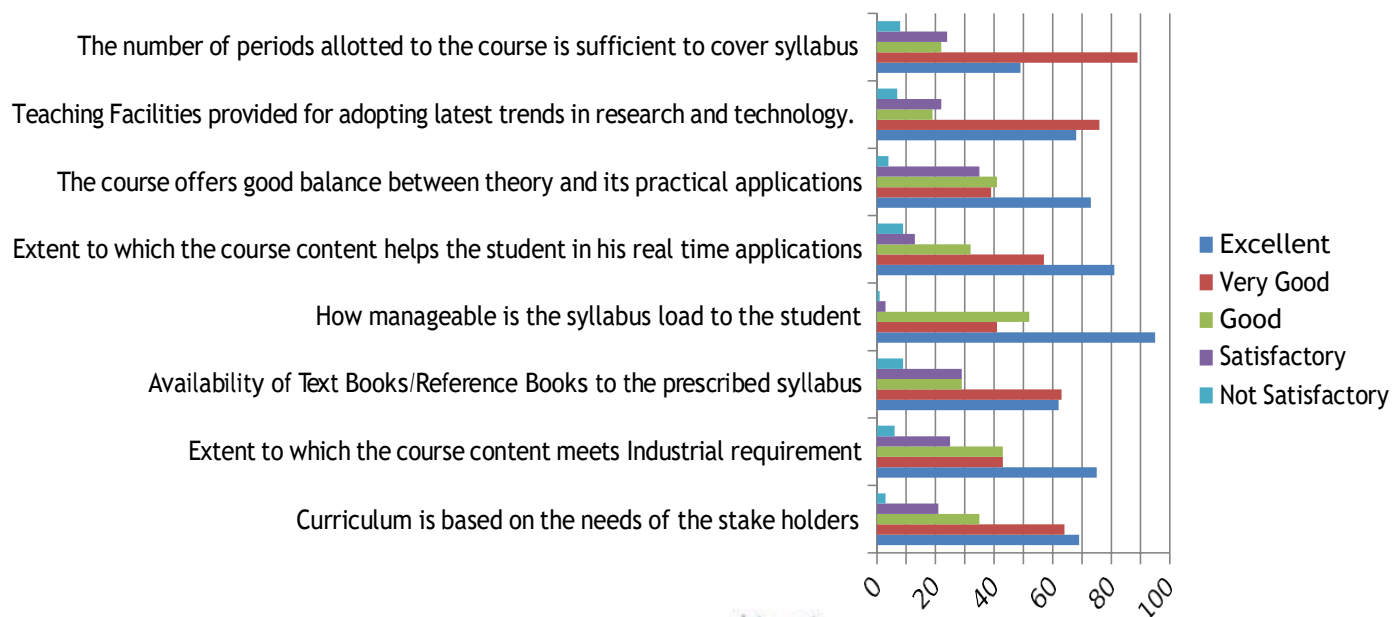 The number of periods allotted to the course is sufficient to cover syllabus
Teaching Facilities provided for adopting latest trends in research and technology.
The course offers good balance between theory and its practical applications
Extent to which the course content helps the student in his real time applications
How manageable is the syllabus load to the student
Availability of Text Books/Reference Books to the prescribed syllabus
Extent to which the course content meets Industrial requirement
Curriculum is based on the needs of the stake holders
Excellent
Very Good
Good
Satisfactory
Not Satisfactory
0 20 40 60 80 100